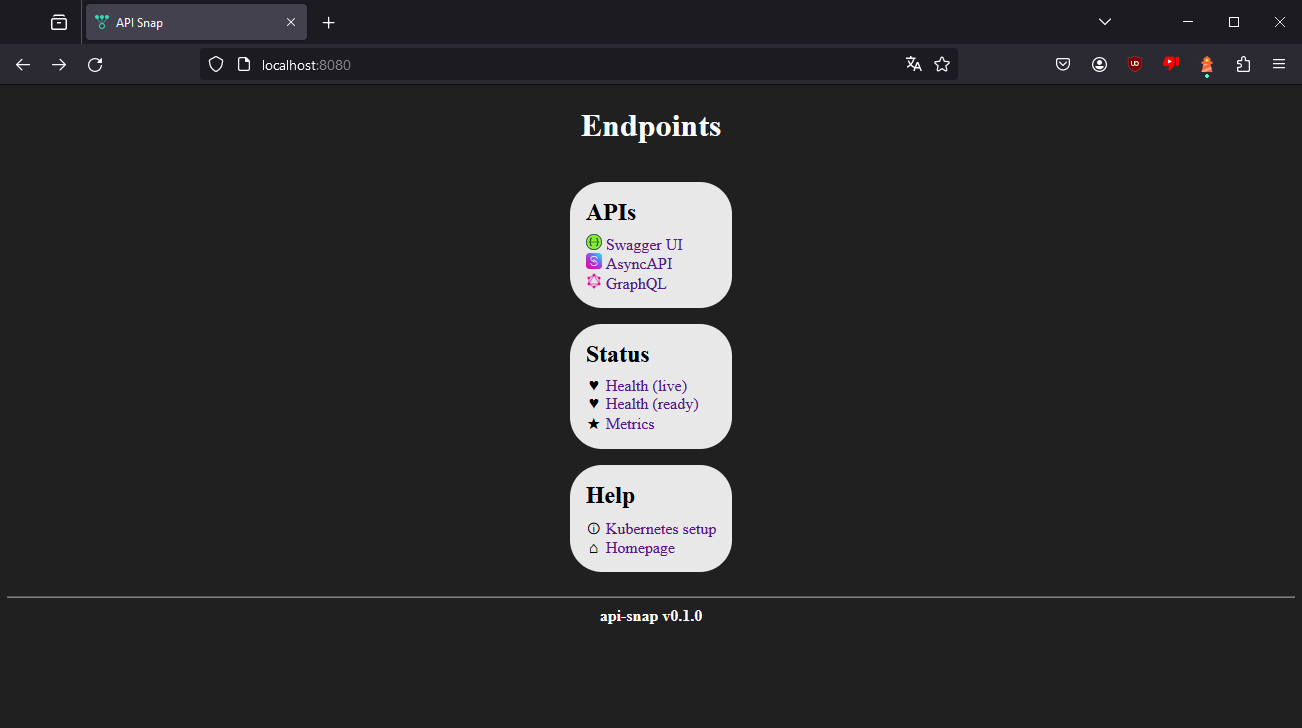 API Snap
localhost:8080
Endpoints
APIs
Swagger UI
AsyncAPI
GraphQL
Status
Health (live)
Health (ready)
Metrics
Help
Kubernetes setup
Homepage
api-snap v0.1.0